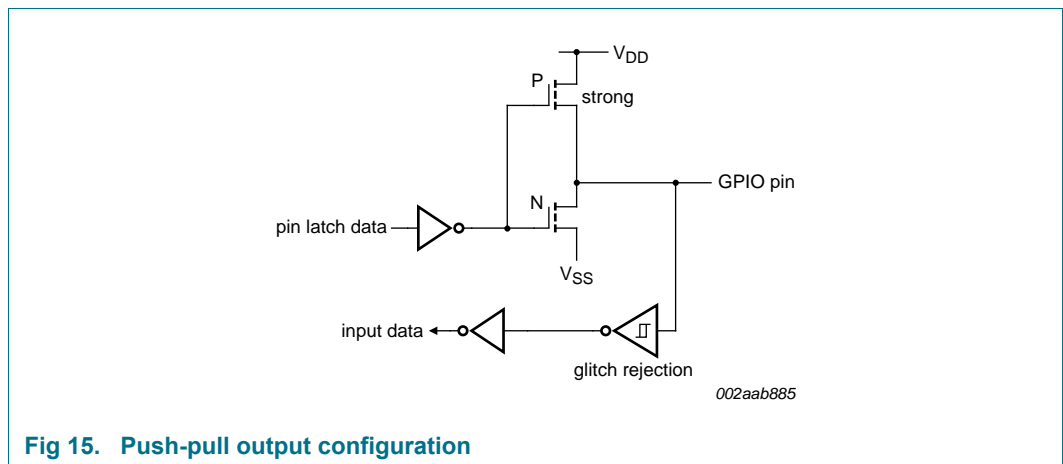 VDD
P
strong
GPIO pin
N
pin latch data
VSS
input data
glitch rejection
002aab885
Fig 15. Push-pull output configuration